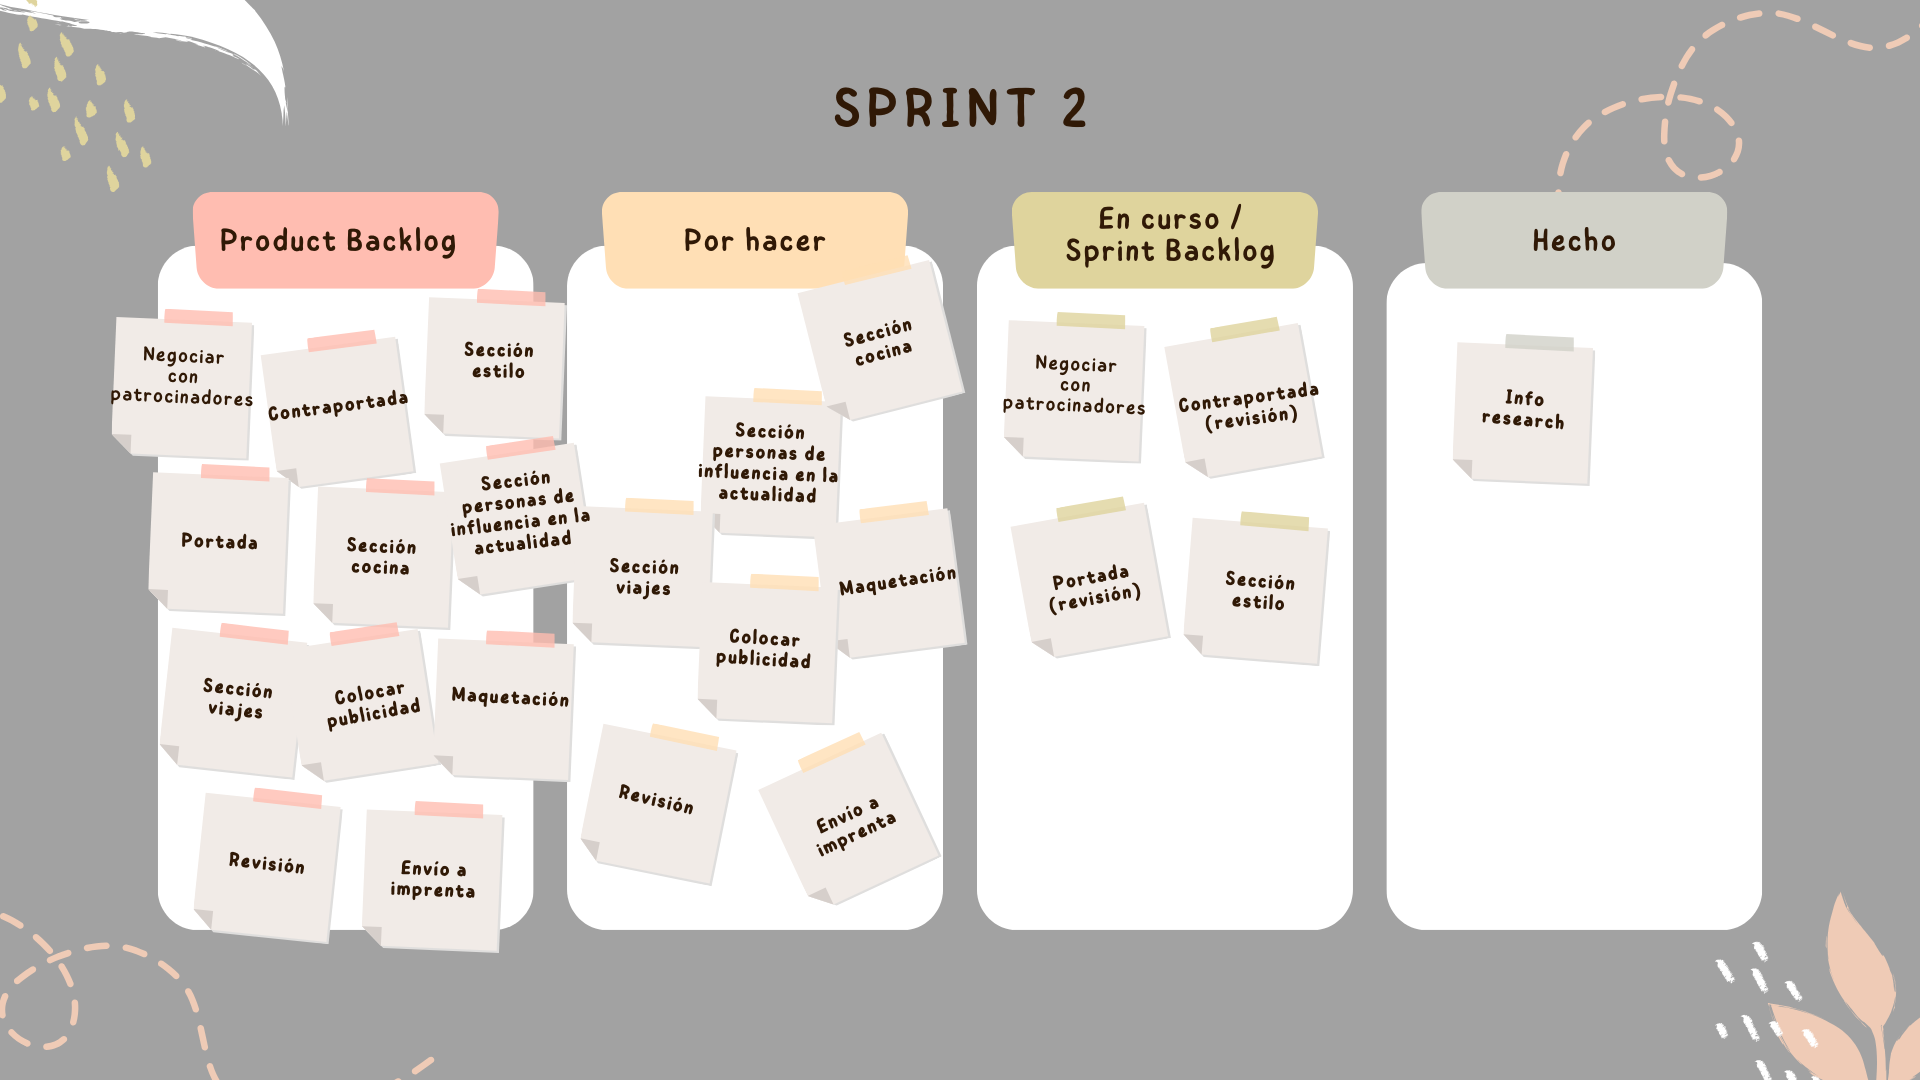 SPRINT 2
Product Backlog
Negociar
con
patrocinadores
Contraportada
Sección
estilo
Portada
Sección
cocina
Sección
personas de
influencia en la
actualidad
Sección
viajes
Colocar
publicidad
Maquetación
Revisión
Envío a
imprenta
Por hacer
Sección
cocina
Sección
personas de
influencia en la
actualidad
Sección
viajes
Maquetación
Colocar
publicidad
Revisión
Envío a
imprenta
En curso /
Sprint Backlog
Negociar
con
patrocinadores
Contraportada
(revisión)
Portada
(revisión)
Sección
estilo
Hecho
Info
research